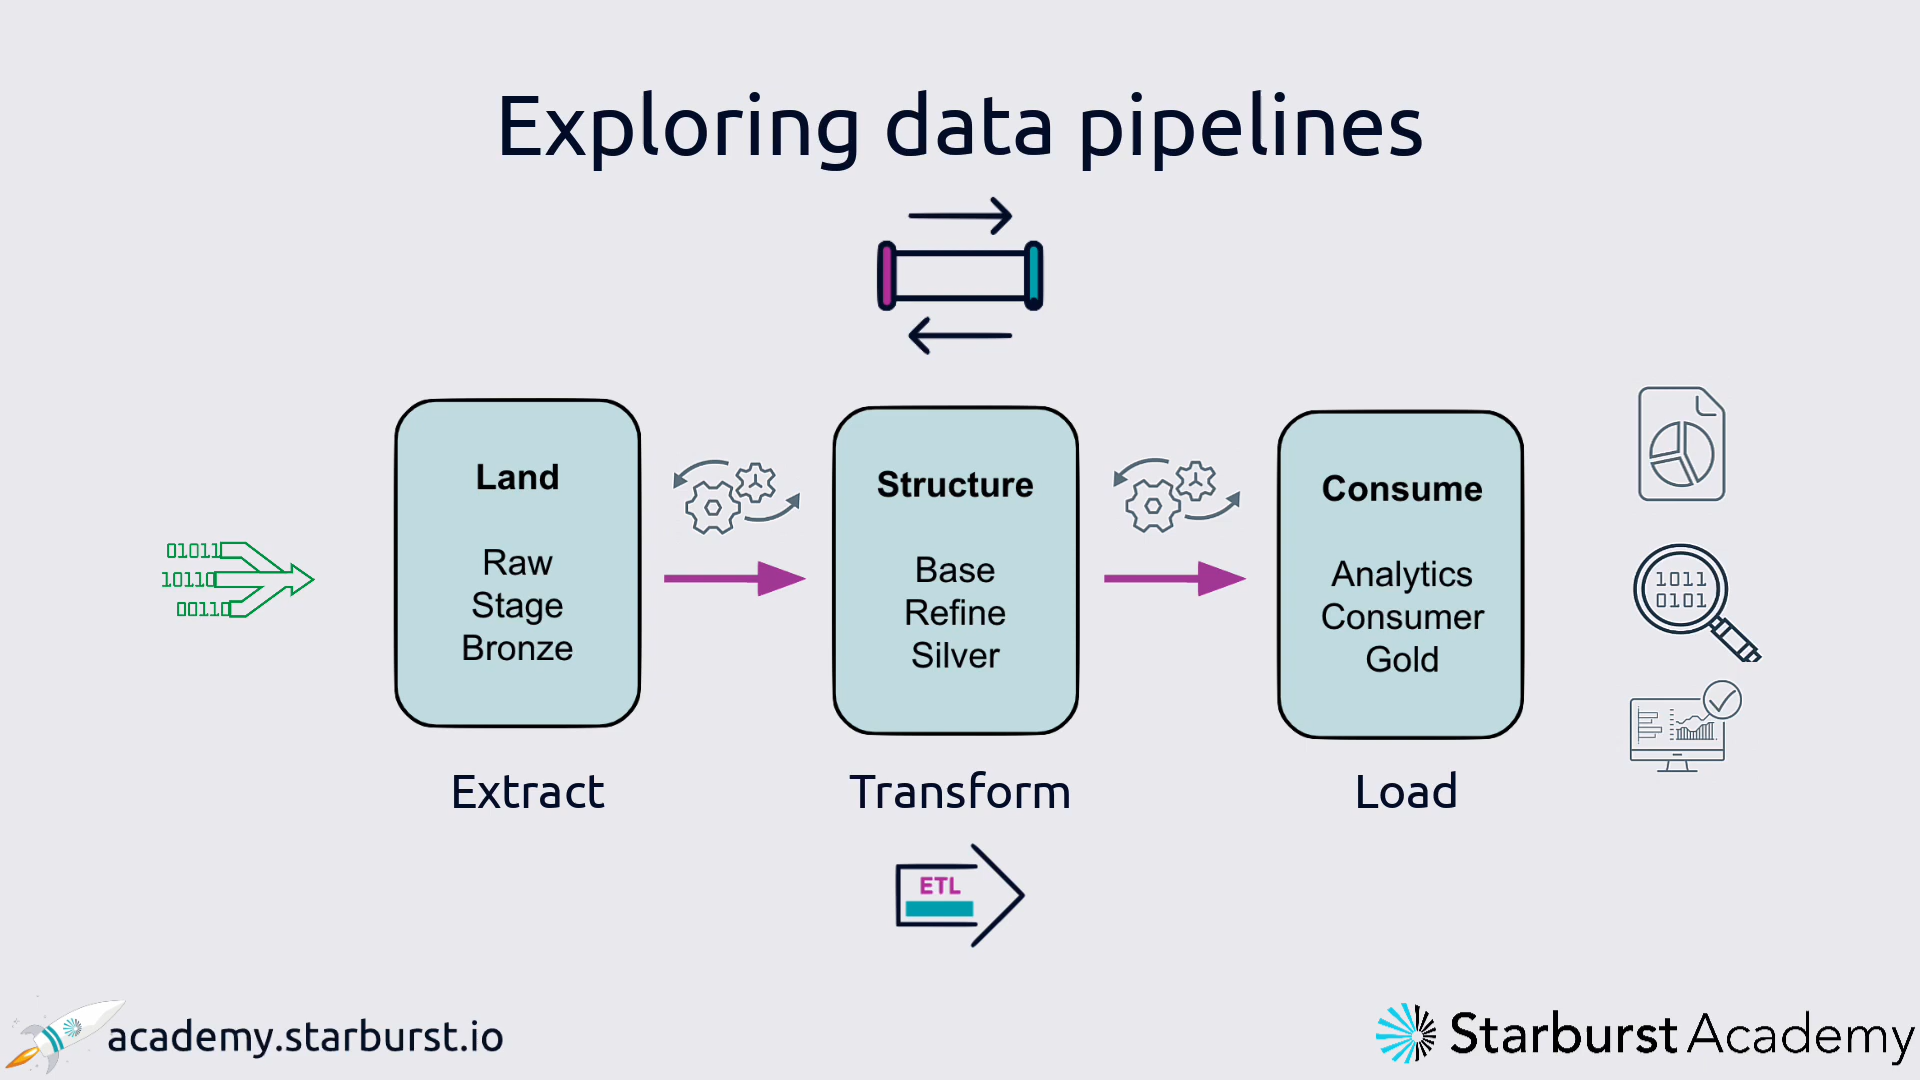 Exploring data pipelines
01011
10110
00110
Land
Raw
Stage
Bronze
Structure
Base
Refine
Silver
Consume
Analytics
Consumer
Gold
1011
0101
Extract
Transform
Load
ETL
academy.starburst.io
Starburst Academy